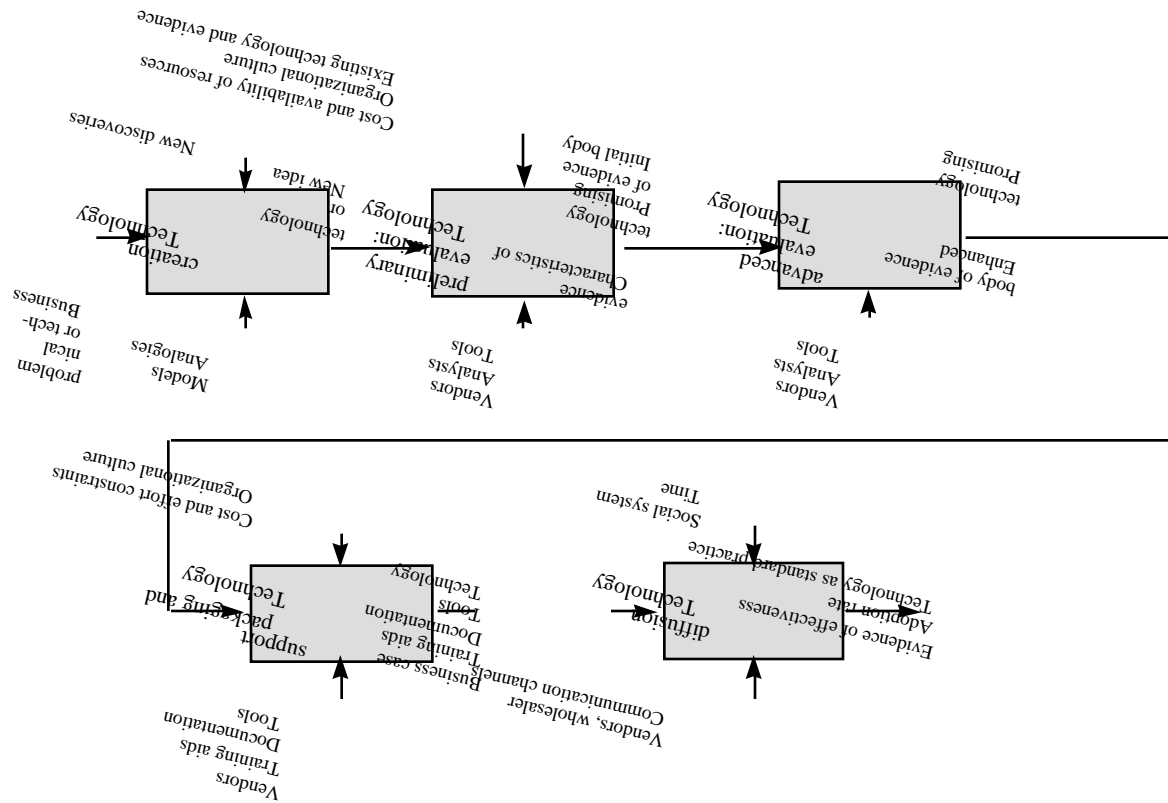 Existing technology and evidence
Organizational culture
Cost and availability of resources
New discoveries
New idea
or
technology
Technology
creation
Business
or tech-
nical
problem
Analogies
Models
Initial body
of evidence
Promising
technology
Technology
evaluation:
preliminary
Characteristics of
evidence
Tools
Analysts
Vendors
Promising
technology
Technology
evaluation:
advanced
Enhanced
body of evidence
Tools
Analysts
Vendors
Organizational culture
Cost and effort constraints
Technology
packaging and
support
Technology
Tools
Documentation
Training aids
Business case
Tools
Documentation
Training aids
Vendors
Time
Social system
Technology
diffusion
Technology as standard practice
Adoption rate
Evidence of effectiveness
Communication channels
Vendors, wholesaler